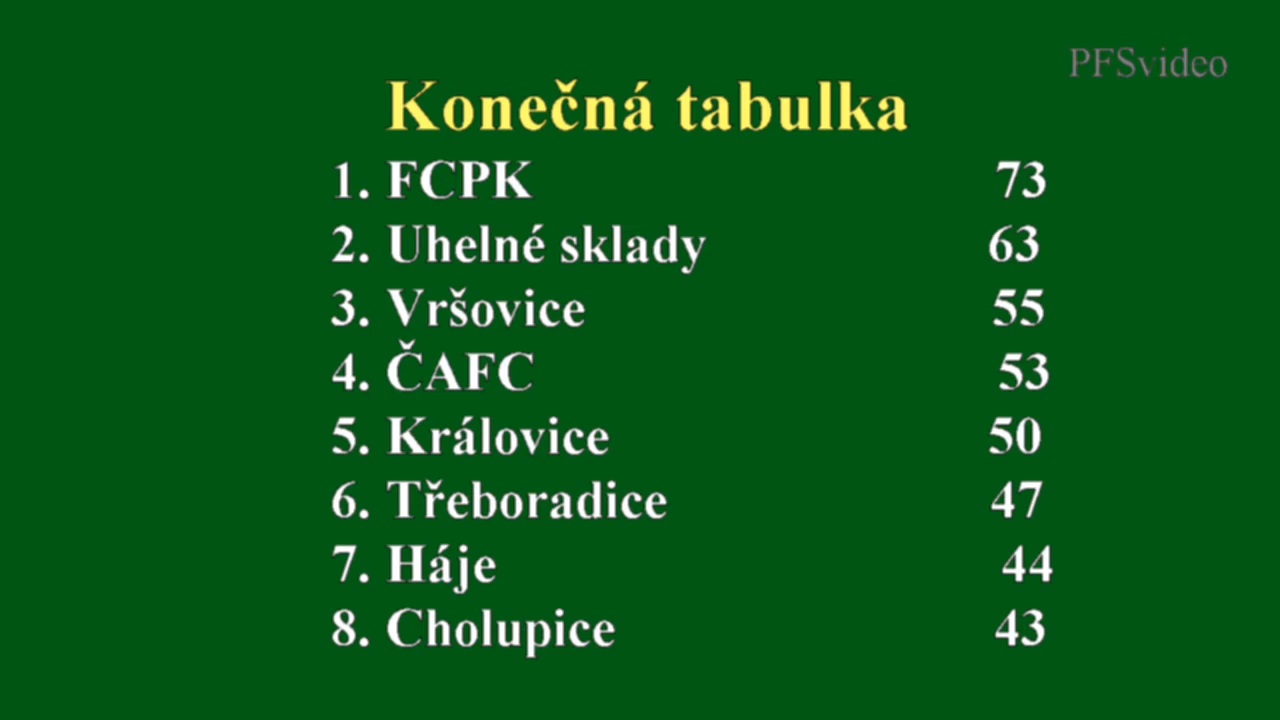 PFSvideo
Konečná tabulka
1. FCPK 73
2. Uhelné sklady 63
3. Vršovice 55
4. ČAFC 53
5. Královice 50
6. Třeboradice 47
7. Háje 44
8. Cholupice 43